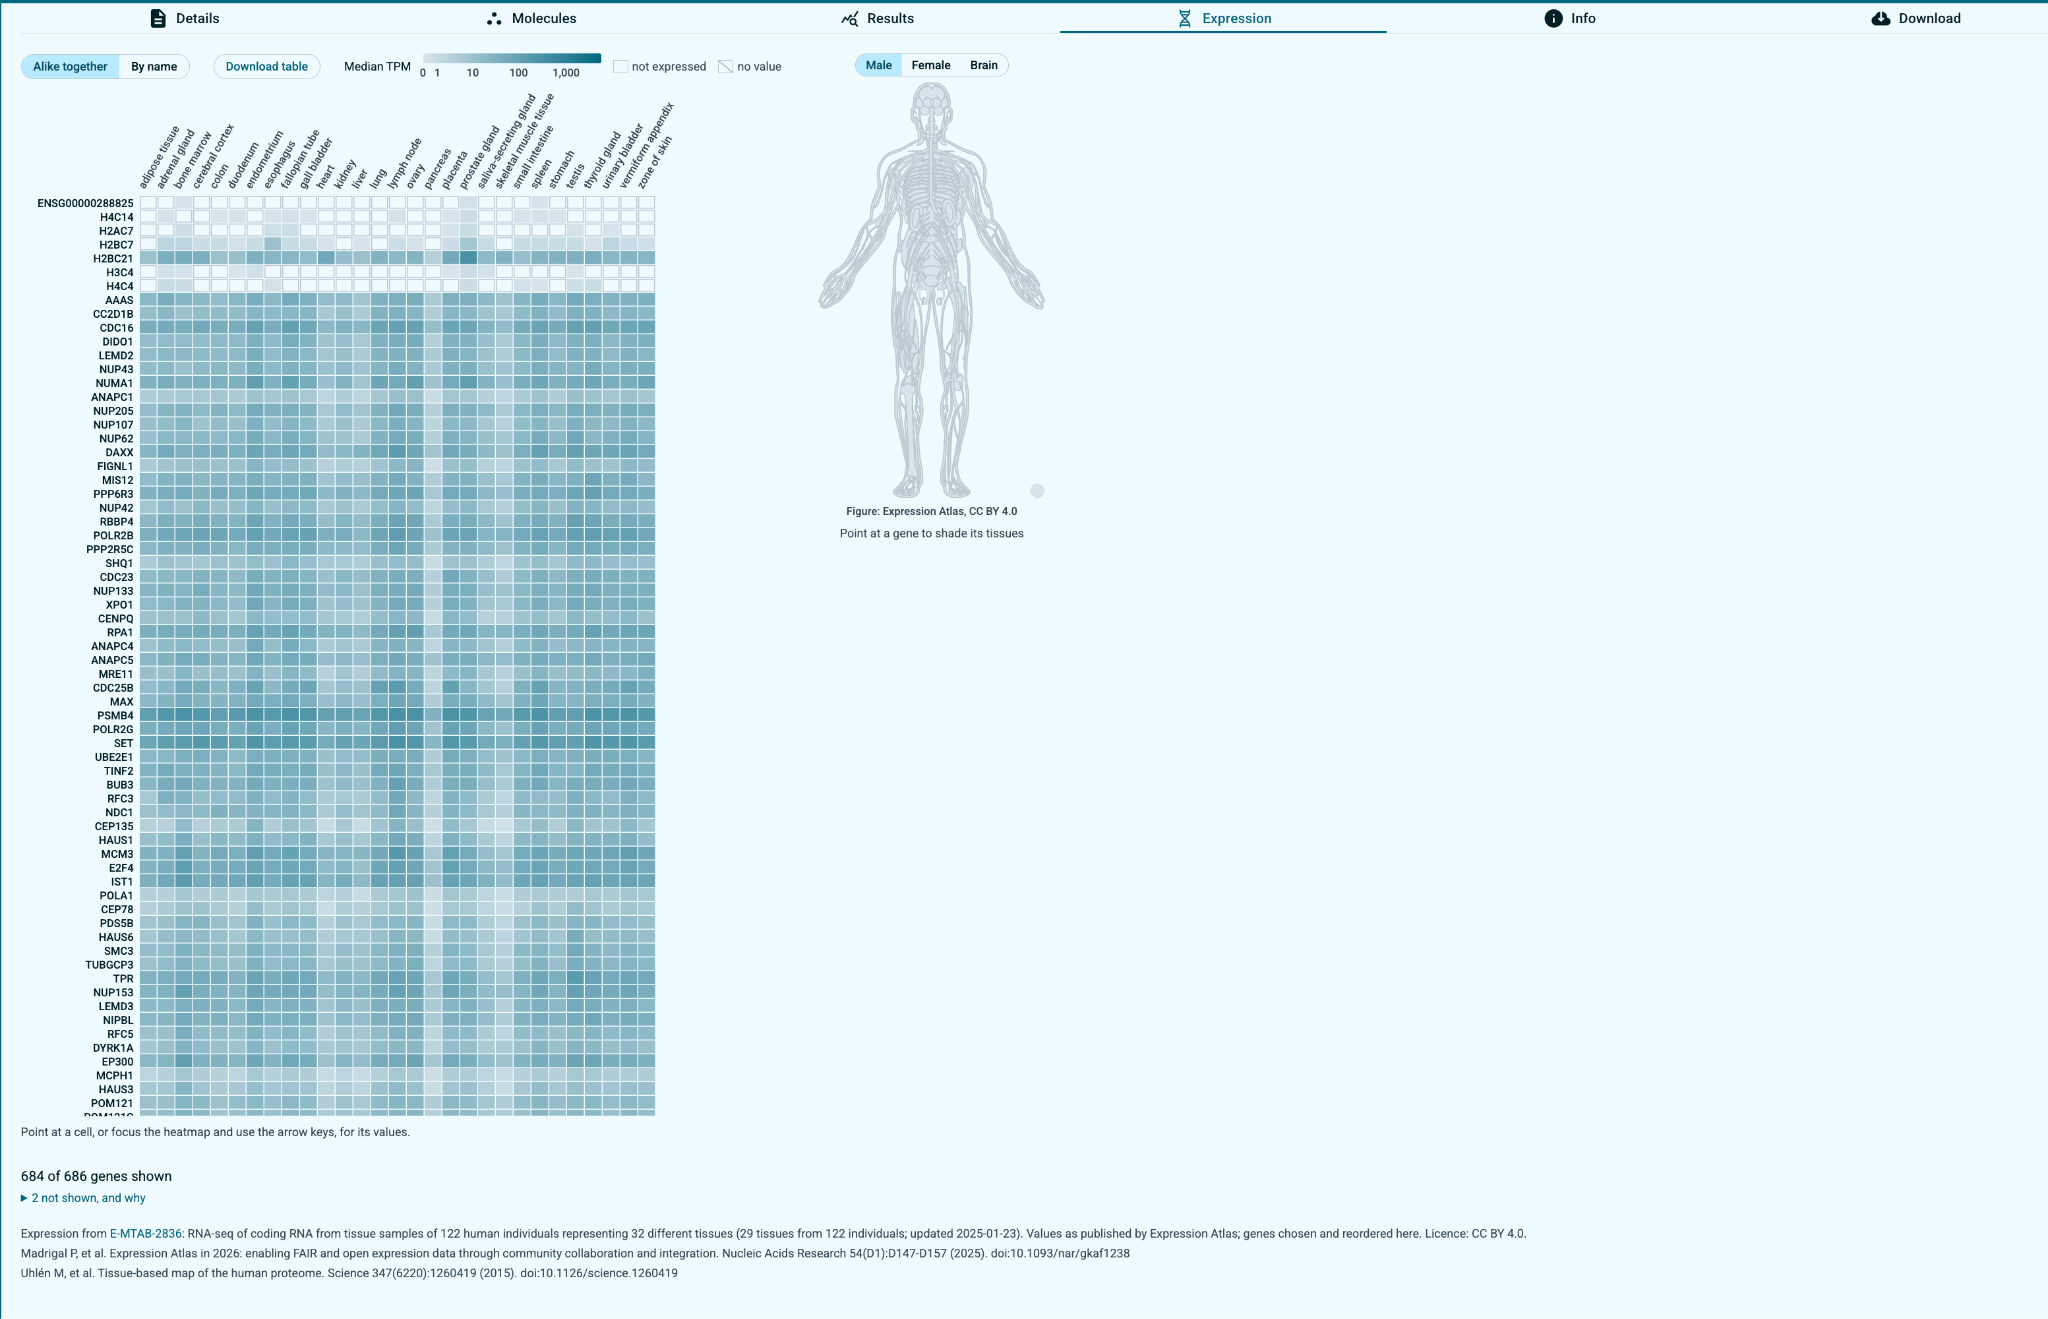 Details
Molecules
Results
Expression
Info
Download
Alike together
By name
Download table
Median TPM
0 1 10 100 1,000
not expressed
no value
Male
Female
Brain
adipose tissue
adrenal gland
bone marrow
cerebral cortex
colon
duodenum
endometrium
esophagus
fallopian tube
gall bladder
heart
kidney
liver
lung
lymph node
ovary
pancreas
placenta
prostate gland
saliva-secreting gland
skeletal muscle tissue
small intestine
spleen
stomach
testis
thyroid gland
urinary bladder
vermiform appendix
zone of skin
ENSG00000288825
H4C14
H2AC7
H2BC7
H2BC21
H3C4
H4C4
AAAS
CC2D1B
CDC16
DIDO1
LEMD2
NUP43
NUMA1
ANAPC1
NUP205
NUP107
NUP62
DAXX
FIGNL1
MIS12
PPP6R3
NUP42
RBBP4
POLR2B
PPP2R5C
SHQ1
CDC23
NUP133
XPO1
CENPQ
RPA1
ANAPC4
ANAPC5
MRE11
CDC25B
MAX
PSMB4
POLR2G
SET
UBE2E1
TINF2
BUB3
RFC3
NDC1
CEP135
HAUS1
MCM3
E2F4
IST1
POLA1
CEP78
PDS5B
HAUS6
SMC3
TUBGCP3
TPR
NUP153
LEMD3
NIPBL
RFC5
DYRK1A
EP300
MCPH1
HAUS3
POM121
Figure: Expression Atlas, CC BY 4.0
Point at a gene to shade its tissues
Point at a cell, or focus the heatmap and use the arrow keys, for its values.
684 of 686 genes shown
2 not shown, and why
Expression from E-MTAB-2836: RNA-seq of coding RNA from tissue samples of 122 human individuals representing 32 different tissues (29 tissues from 122 individuals; updated 2025-01-23). Values as published by Expression Atlas; genes chosen and reordered here. Licence: CC BY 4.0.
Madrigal P, et al. Expression Atlas in 2026: enabling FAIR and open expression data through community collaboration and integration. Nucleic Acids Research 54(D1):D147-D157 (2025). doi:10.1093/nar/gkaf1238
Uhlén M, et al. Tissue-based map of the human proteome. Science 347(6220):1260419 (2015). doi:10.1126/science.1260419